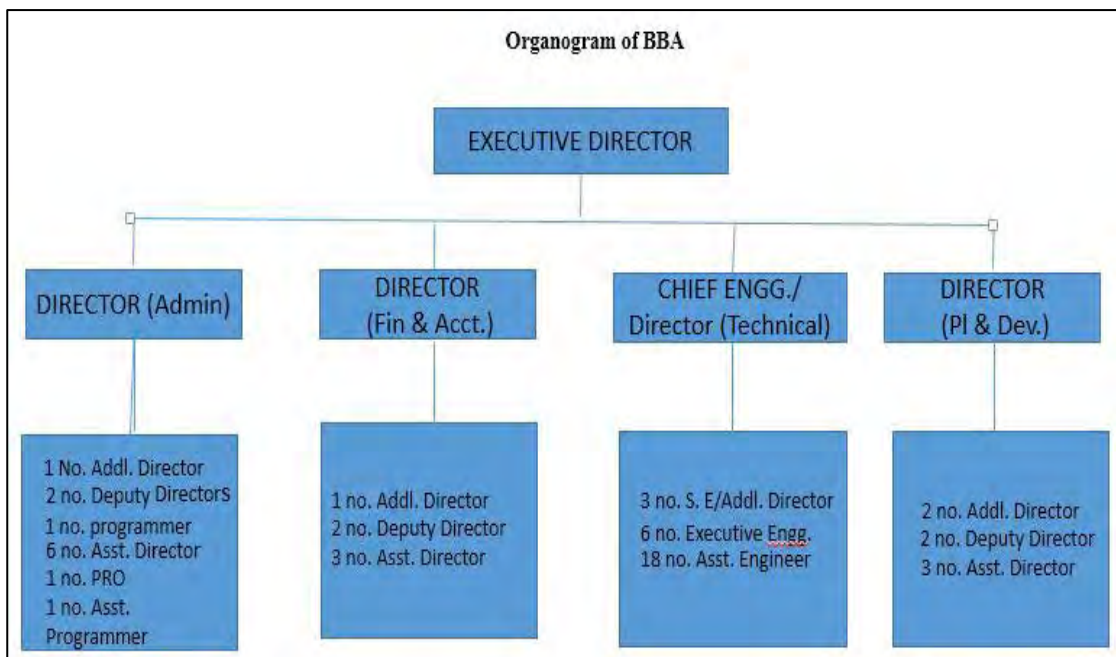 Organogram of BBA
EXECUTIVE DIRECTOR
DIRECTOR (Admin)
DIRECTOR
(Fin & Acct.)
CHIEF ENGG./
Director (Technical)
DIRECTOR
(Pl & Dev.)
1 No. Addl. Director
2 no. Deputy Directors
1 no. programmer
6 no. Asst. Director
1 no. PRO
1 no. Asst.
Programmer
1 no. Addl. Director
2 no. Deputy Director
3 no. Asst. Director
3 no. S. E/Addl. Director
6 no. Executive Engg.
18 no. Asst. Engineer
2 no. Addl. Director
2 no. Deputy Director
3 no. Asst. Director